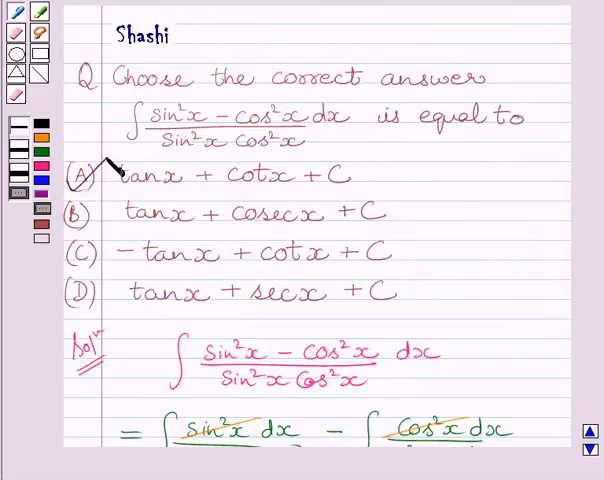 Shashi
Q Choose the correct answer
∫ sin²x - cos²x / sin²x cos²x dx is equal to
(A) tanx + cotx + C
(B) tanx + cosecx + C
(C) - tanx + cotx + C
(D) tanx + secx + C
Solⁿ ∫ sin²x - cos²x / sin²x cos²x dx
= ∫ sin²x dx - ∫ cos²x dx